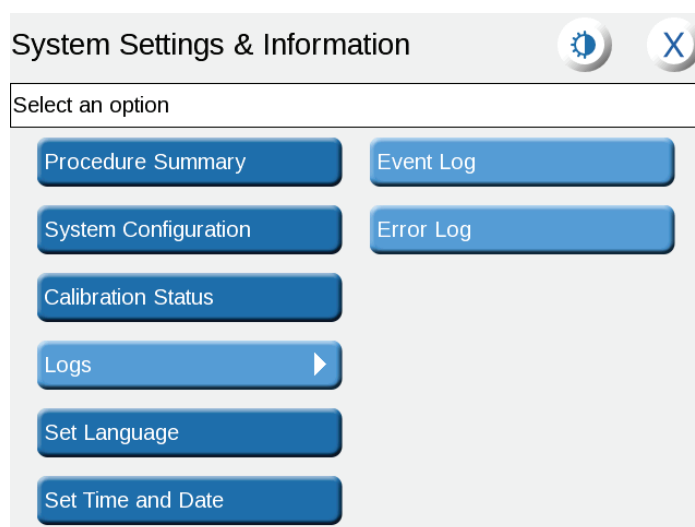 System Settings & Information
X
Select an option
Procedure Summary
Event Log
System Configuration
Error Log
Calibration Status
Logs
Set Language
Set Time and Date